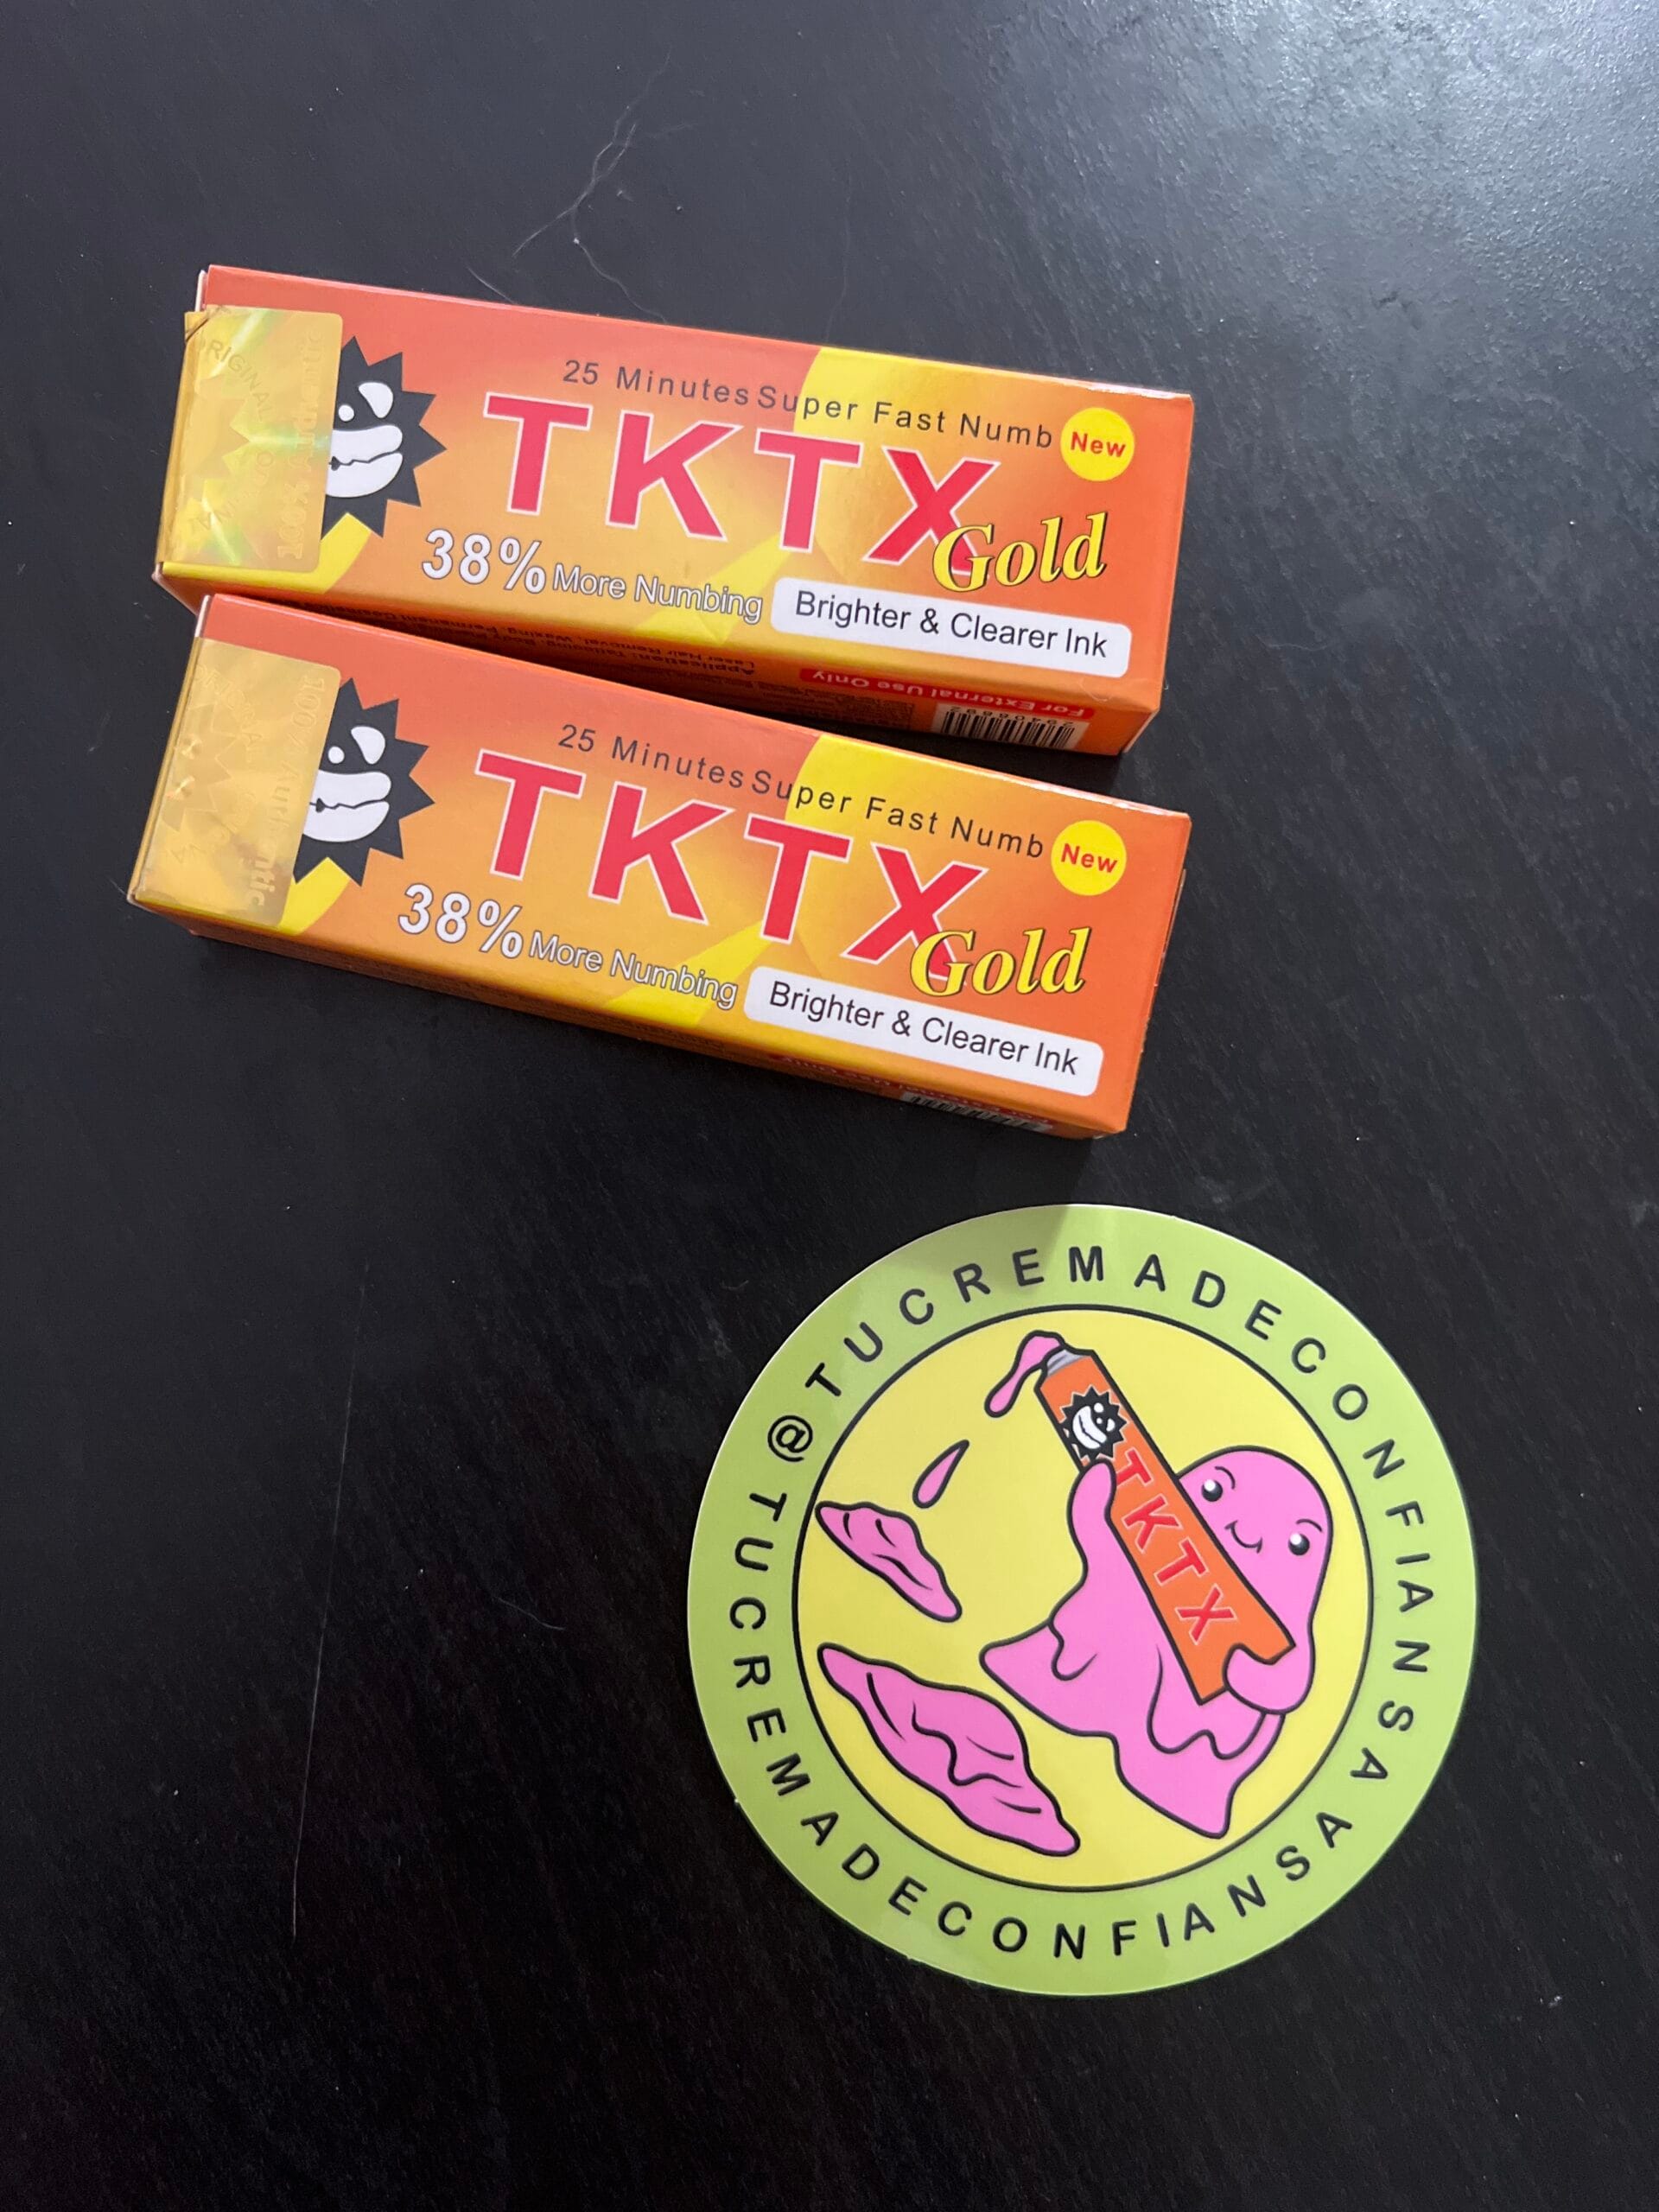 25 Minutes Super Fast Numb
New
TKTX
Gold
38% More Numbing
Brighter & Clearer Ink
For External Use Only
25 Minutes Super Fast Numb
New
TKTX
Gold
38% More Numbing
Brighter & Clearer Ink
@TUCREMADECONFIANSA
TKTX
TUCREMADECONFIANSA